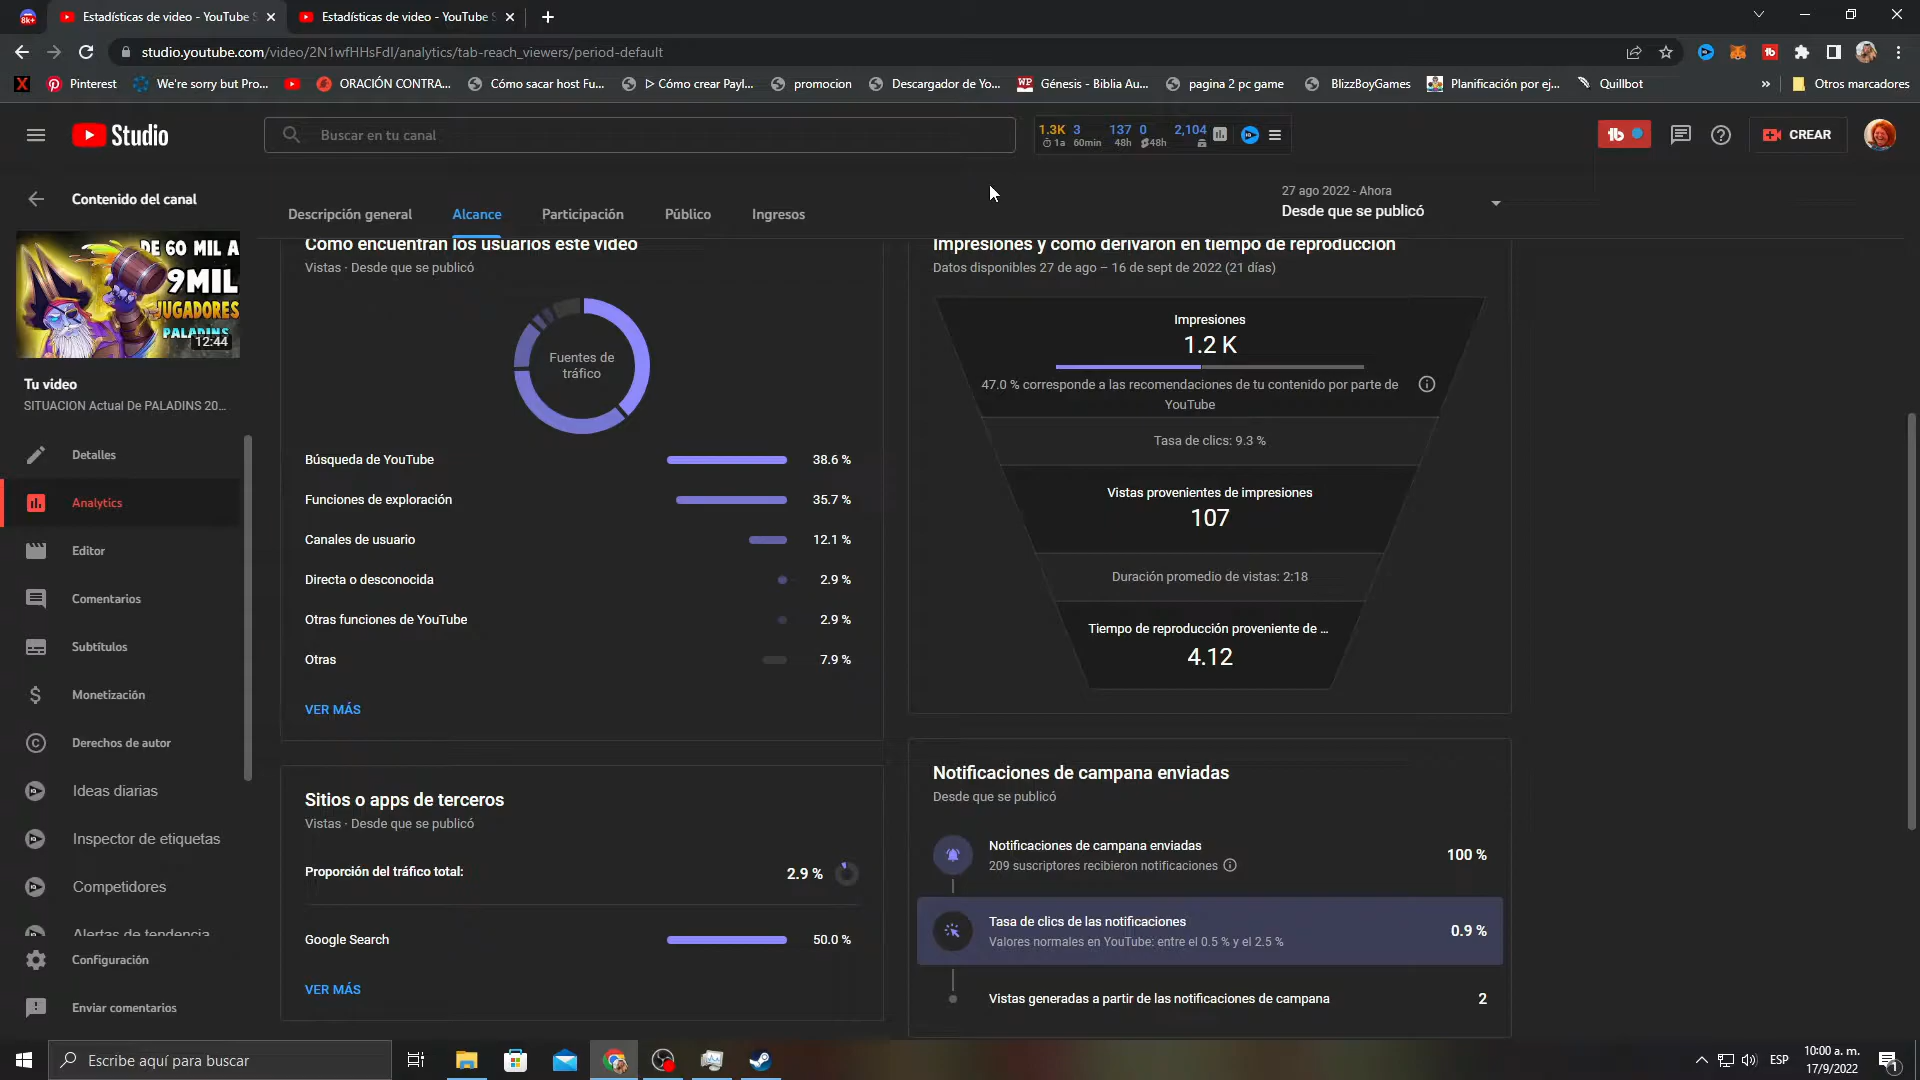 Estadísticas de video - YouTube S
Estadísticas de video - YouTube S
studio.youtube.com/video/2N1wfHHsFdI/analytics/tab-reach_viewers/period-default
X
Pinterest
We're sorry but Pro...
ORACIÓN CONTRA...
Cómo sacar host Fu...
▷ Cómo crear Payl...
promocion
Descargador de Yo...
WP
Génesis - Biblia Au...
pagina 2 pc game
BlizzBoyGames
Planificación por ej...
Quillbot
»
Otros marcadores
Studio
Buscar en tu canal
1.3K 3 137 0 2,104
1a 60min 48h 48h
CREAR
Contenido del canal
Descripción general
Alcance
Participación
Público
Ingresos
27 ago 2022 - Ahora
Desde que se publicó
DE 60 MIL A
9MIL
JUGADORES
PALADINS
12:44
Tu video
SITUACION Actual De PALADINS 20...
Detalles
Analytics
Editor
Comentarios
Subtítulos
Monetización
Derechos de autor
Ideas diarias
Inspector de etiquetas
Competidores
Alertas de tendencia
Configuración
Enviar comentarios
Cómo encuentran los usuarios este video
Vistas · Desde que se publicó
Fuentes de
tráfico
Búsqueda de YouTube 38.6 %
Funciones de exploración 35.7 %
Canales de usuario 12.1 %
Directa o desconocida 2.9 %
Otras funciones de YouTube 2.9 %
Otras 7.9 %
VER MÁS
Impresiones y cómo derivaron en tiempo de reproducción
Datos disponibles 27 de ago – 16 de sept de 2022 (21 días)
Impresiones
1.2 K
47.0 % corresponde a las recomendaciones de tu contenido por parte de
YouTube
Tasa de clics: 9.3 %
Vistas provenientes de impresiones
107
Duración promedio de vistas: 2:18
Tiempo de reproducción proveniente de ...
4.12
Sitios o apps de terceros
Vistas · Desde que se publicó
Proporción del tráfico total: 2.9 %
Google Search 50.0 %
VER MÁS
Notificaciones de campana enviadas
Desde que se publicó
Notificaciones de campana enviadas
209 suscriptores recibieron notificaciones
100 %
Tasa de clics de las notificaciones
Valores normales en YouTube: entre el 0.5 % y el 2.5 %
0.9 %
Vistas generadas a partir de las notificaciones de campana 2
Escribe aquí para buscar
ESP
10:00 a. m.
17/9/2022
1